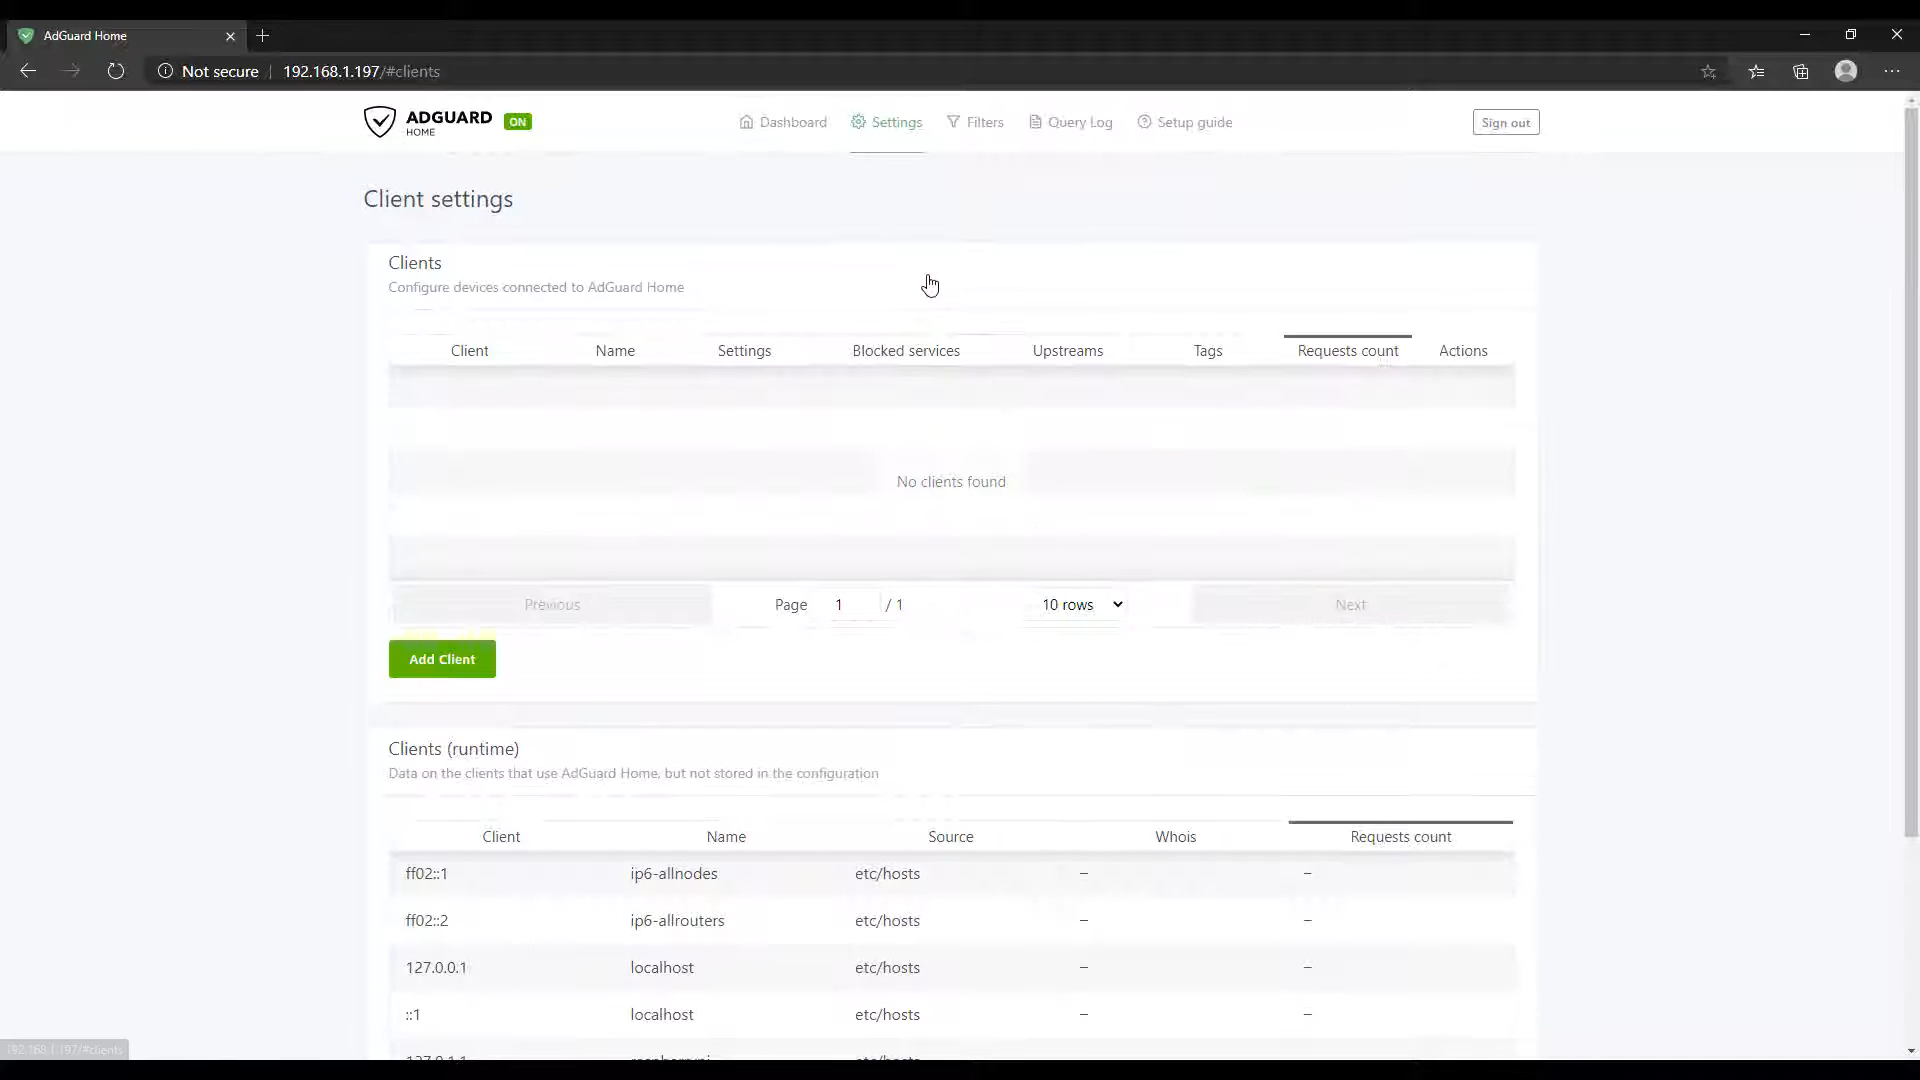 AdGuard Home
Not secure 192.168.1.197/#clients
ADGUARD HOME ON
Dashboard Settings Filters Query Log Setup guide Sign out
Client settings
Clients
Configure devices connected to AdGuard Home
Client Name Settings Blocked services Upstreams Tags Requests count Actions
No clients found
Previous Page 1 / 1 10 rows Next
Add Client
Clients (runtime)
Data on the clients that use AdGuard Home, but not stored in the configuration
Client Name Source Whois Requests count
ff02::1 ip6-allnodes etc/hosts – –
ff02::2 ip6-allrouters etc/hosts – –
127.0.0.1 localhost etc/hosts – –
::1 localhost etc/hosts – –
192.168.1.197/#clients